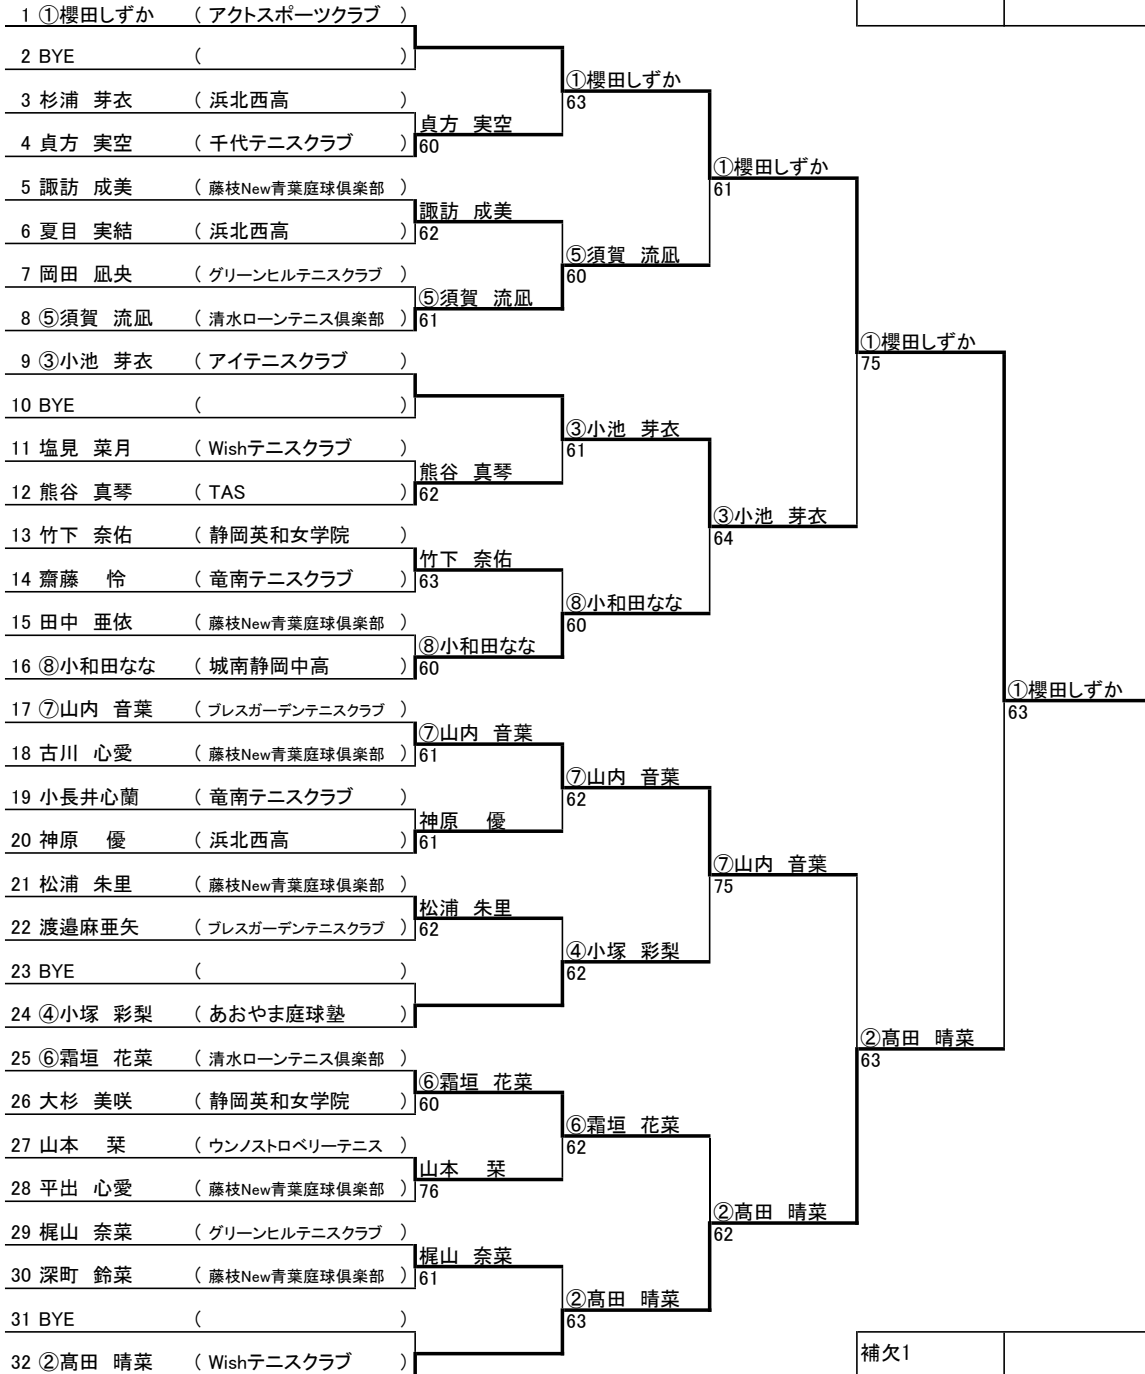 1 ①櫻田しずか （ アクトスポーツクラブ ）
2 BYE （ ）
3 杉浦 芽衣 （ 浜北西高 ）
4 貞方 実空 （ 千代テニスクラブ ）
5 諏訪 成美 （ 藤枝New青葉庭球倶楽部 ）
6 夏目 実結 （ 浜北西高 ）
7 岡田 凪央 （ グリーンヒルテニスクラブ ）
8 ⑤須賀 流凪 （ 清水ローンテニス倶楽部 ）
9 ③小池 芽衣 （ アイテニスクラブ ）
10 BYE （ ）
11 塩見 菜月 （ Wishテニスクラブ ）
12 熊谷 真琴 （ TAS ）
13 竹下 奈佑 （ 静岡英和女学院 ）
14 齋藤 怜 （ 竜南テニスクラブ ）
15 田中 亜依 （ 藤枝New青葉庭球倶楽部 ）
16 ⑧小和田なな （ 城南静岡中高 ）
17 ⑦山内 音葉 （ ブレスガーデンテニスクラブ ）
18 古川 心愛 （ 藤枝New青葉庭球倶楽部 ）
19 小長井心蘭 （ 竜南テニスクラブ ）
20 神原 優 （ 浜北西高 ）
21 松浦 朱里 （ 藤枝New青葉庭球倶楽部 ）
22 渡邉麻亜矢 （ ブレスガーデンテニスクラブ ）
23 BYE （ ）
24 ④小塚 彩梨 （ あおやま庭球塾 ）
25 ⑥霜垣 花菜 （ 清水ローンテニス倶楽部 ）
26 大杉 美咲 （ 静岡英和女学院 ）
27 山本 栞 （ ウンノストロベリーテニス ）
28 平出 心愛 （ 藤枝New青葉庭球倶楽部 ）
29 梶山 奈菜 （ グリーンヒルテニスクラブ ）
30 深町 鈴菜 （ 藤枝New青葉庭球倶楽部 ）
31 BYE （ ）
32 ②髙田 晴菜 （ Wishテニスクラブ ）
貞方 実空
60
諏訪 成美
62
⑤須賀 流凪
61
熊谷 真琴
62
竹下 奈佑
63
⑧小和田なな
60
⑦山内 音葉
61
神原 優
61
松浦 朱里
62
⑥霜垣 花菜
60
山本 栞
76
梶山 奈菜
61
①櫻田しずか
63
⑤須賀 流凪
60
③小池 芽衣
61
⑧小和田なな
60
⑦山内 音葉
62
④小塚 彩梨
62
⑥霜垣 花菜
62
②髙田 晴菜
63
①櫻田しずか
61
③小池 芽衣
64
⑦山内 音葉
75
②髙田 晴菜
62
①櫻田しずか
75
②髙田 晴菜
63
①櫻田しずか
63
補欠1